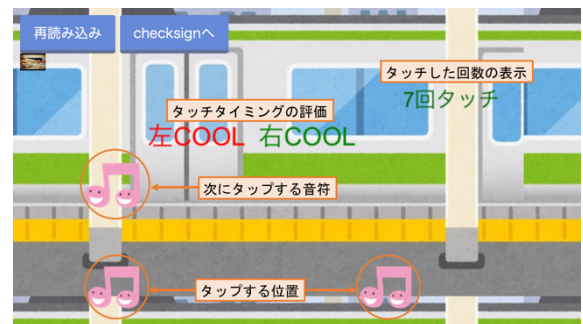 再読み込み
checksignへ
タッチした回数の表示
7回タッチ
タッチタイミングの評価
左COOL 右COOL
次にタップする音符
タップする位置